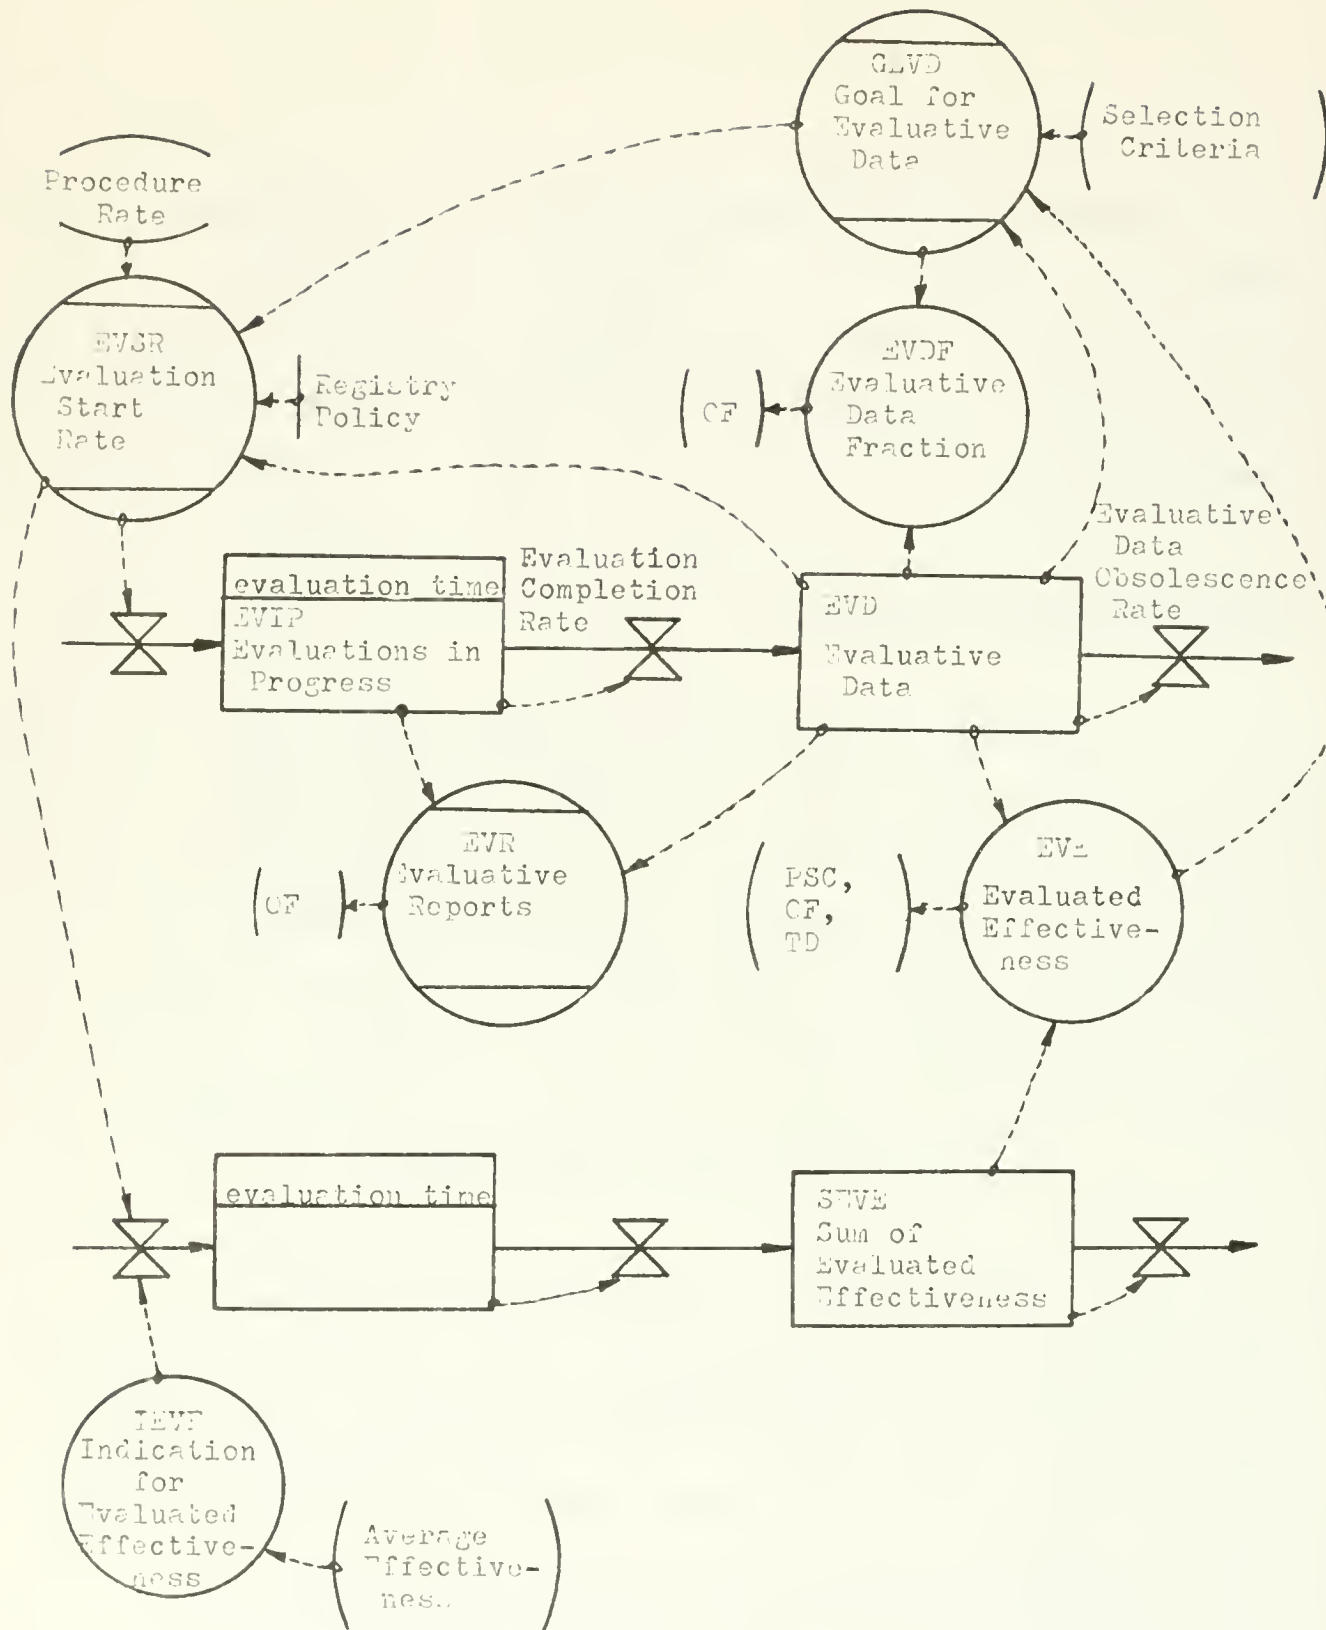 GEVD
Goal for
Evaluative
Data
Selection
Criteria
Procedure
Rate
EVSR
Evaluation
Start
Rate
Registry
Policy
EVDF
Evaluative
Data
Fraction
CF
Evaluation
Completion
Rate
Evaluative
Data
Obsolescence
Rate
evaluation time
EVIP
Evaluations in
Progress
EVD
Evaluative
Data
EVR
Evaluative
Reports
CF
PSC,
CF,
TD
EVE
Evaluated
Effective-
ness
evaluation time
SEVE
Sum of
Evaluated
Effectiveness
Indication
for
Evaluated
Effective-
ness
Average
Effective-
ness